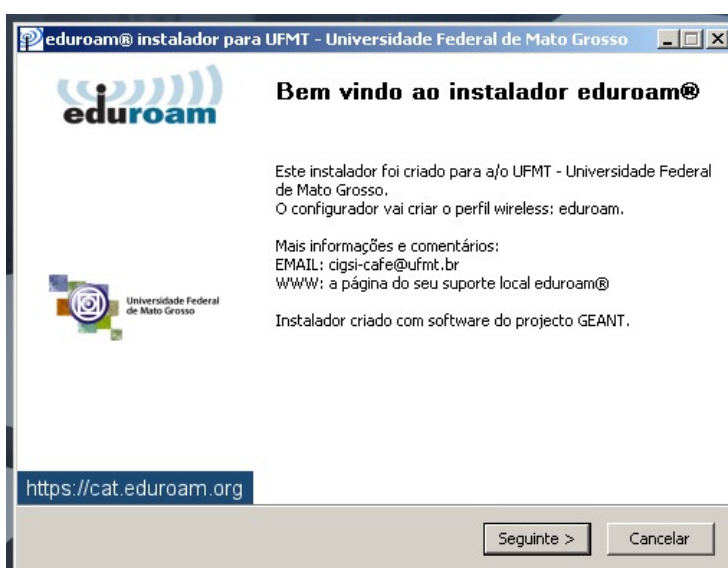 eduroam® instalador para UFMT - Universidade Federal de Mato Grosso
eduroam
Bem vindo ao instalador eduroam®
Este instalador foi criado para a/o UFMT - Universidade Federal
de Mato Grosso.
O configurador vai criar o perfil wireless: eduroam.
Mais informações e comentários:
EMAIL: cigsi-cafe@ufmt.br
WWW: a página do seu suporte local eduroam®
Universidade Federal
de Mato Grosso
Instalador criado com software do projecto GEANT.
https://cat.eduroam.org
Seguinte >
Cancelar